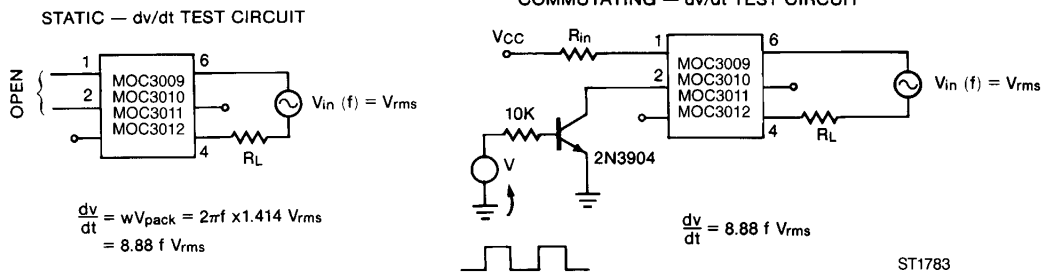 STATIC — dv/dt TEST CIRCUIT
OPEN
1
2
6
4
MOC3009
MOC3010
MOC3011
MOC3012
Vin (f) = Vrms
RL
dv/dt = wVpack = 2πf x1.414 Vrms
= 8.88 f Vrms
COMMUTATING — dv/dt TEST CIRCUIT
VCC
Rin
1
2
6
4
MOC3009
MOC3010
MOC3011
MOC3012
Vin (f) = Vrms
RL
10K
V
2N3904
dv/dt = 8.88 f Vrms
ST1783